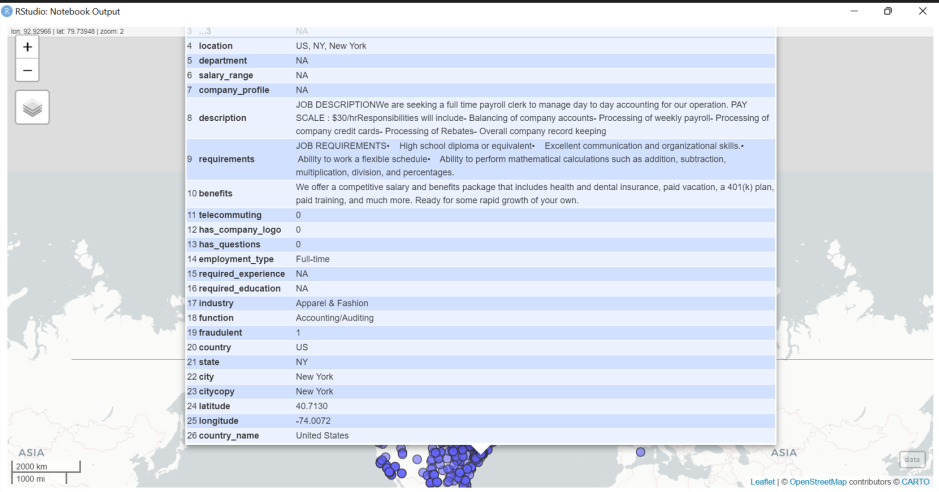 RStudio: Notebook Output
lon: 92.92966 | lat: 79.73948 | zoom: 2
+
−
3 ...3 NA
4 location US, NY, New York
5 department NA
6 salary_range NA
7 company_profile NA
8 description JOB DESCRIPTIONWe are seeking a full time payroll clerk to manage day to day accounting for our operation. PAY
SCALE : $30/hrResponsibilities will include- Balancing of company accounts- Processing of weekly payroll- Processing of
company credit cards- Processing of Rebates- Overall company record keeping
9 requirements JOB REQUIREMENTS• High school diploma or equivalent• Excellent communication and organizational skills.•
Ability to work a flexible schedule• Ability to perform mathematical calculations such as addition, subtraction,
multiplication, division, and percentages.
10 benefits We offer a competitive salary and benefits package that includes health and dental insurance, paid vacation, a 401(k) plan,
paid training, and much more. Ready for some rapid growth of your own.
11 telecommuting 0
12 has_company_logo 0
13 has_questions 0
14 employment_type Full-time
15 required_experience NA
16 required_education NA
17 industry Apparel & Fashion
18 function Accounting/Auditing
19 fraudulent 1
20 country US
21 state NY
22 city New York
23 citycopy New York
24 latitude 40.7130
25 longitude -74.0072
26 country_name United States
ASIA
ASIA
data
2000 km
1000 mi
Leaflet | © OpenStreetMap contributors © CARTO